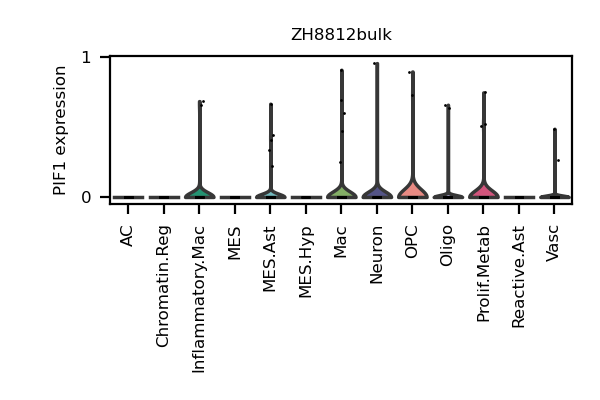 ZH8812bulk
PIF1 expression
1
0
AC
Chromatin.Reg
Inflammatory.Mac
MES
MES.Ast
MES.Hyp
Mac
Neuron
OPC
Oligo
Prolif.Metab
Reactive.Ast
Vasc